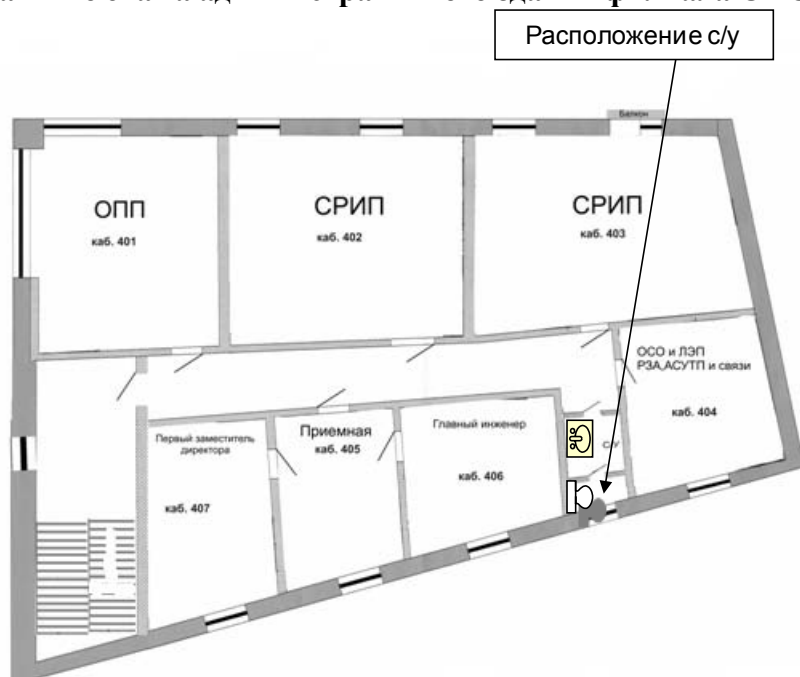 Расположение с/у
Балкон
ОПП
каб. 401
СРИП
каб. 402
СРИП
каб. 403
ОСО и ЛЭП
РЗА,АСУТП и связи
каб. 404
Первый заместитель
директора
каб. 407
Приемная
каб. 405
Главный инженер
каб. 406
С/У